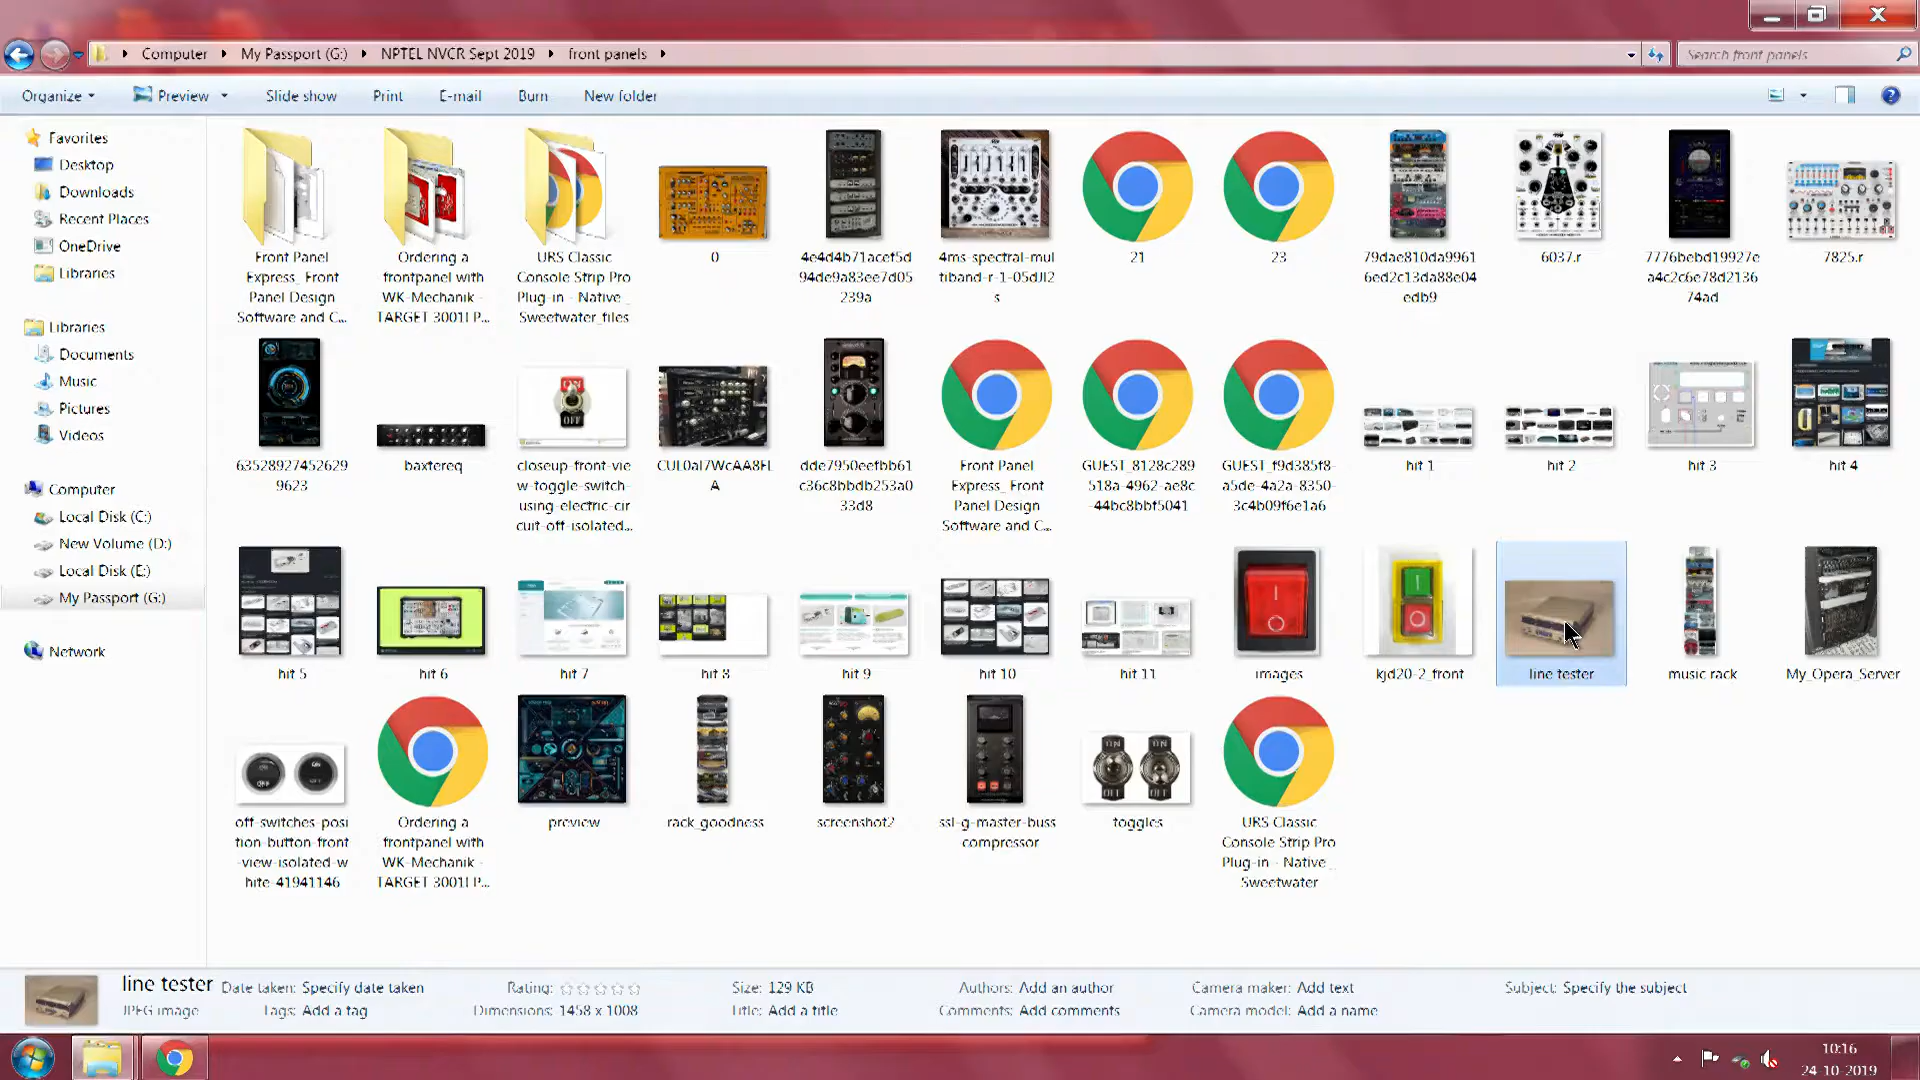 Computer My Passport (G:) NPTEL NVCR Sept 2019 front panels
Search front panels
Organize Preview Slide show Print E-mail Burn New folder
Favorites
Desktop
Downloads
Recent Places
OneDrive
Libraries
Libraries
Documents
Music
Pictures
Videos
Computer
Local Disk (C:)
New Volume (D:)
Local Disk (E:)
My Passport (G:)
Network
Front Panel
Express_ Front
Panel Design
Software and C...
Ordering a
frontpanel with
WK-Mechanik -
TARGET 3001! P...
URS Classic
Console Strip Pro
Plug-in - Native _
Sweetwater_files
0
4e4d4b71acef5d
94de9a83ee7d05
239a
4ms-spectral-mul
tiband-r-1-05dJI2
s
21
23
79dae810da9961
6ed2c13da88e04
edb9
6037.r
7776bebd19927e
a4c2c6e78d2136
74ad
7825.r
63528927452629
9623
baxtereq
closeup-front-vie
w-toggle-switch-
using-electric-cir
cuit-off-isolated...
dde7950eefbb61
c36c8bbdb253a0
33d8
Front Panel
Express_ Front
Panel Design
Software and C...
GUEST_8128c289
-518a-4962-ae8c
-44bc8bbf5041
GUEST_f9d385f8-
a5de-4a2a-8350-
3c4b09f6e1a6
hit 1
hit 2
hit 3
hit 4
hit 5
hit 6
hit 7
hit 8
hit 9
hit 10
hit 11
images
kjd20-2_front
line tester
music rack
My_Opera_Server
off-switches-posi
tion-button-front
-view-isolated-w
hite-41941146
Ordering a
frontpanel with
WK-Mechanik -
TARGET 3001! P...
preview
rack_goodness
screenshot2
ssl-g-master-buss
compressor
toggles
URS Classic
Console Strip Pro
Plug-in - Native _
Sweetwater
line tester Date taken: Specify date taken Rating: Size: 129 KB Authors: Add an author Camera maker: Add text Subject: Specify the subject
JPEG image Tags: Add a tag Dimensions: 1458 x 1008 Title: Add a title Comments: Add comments Camera model: Add a name
10:16
24-10-2019